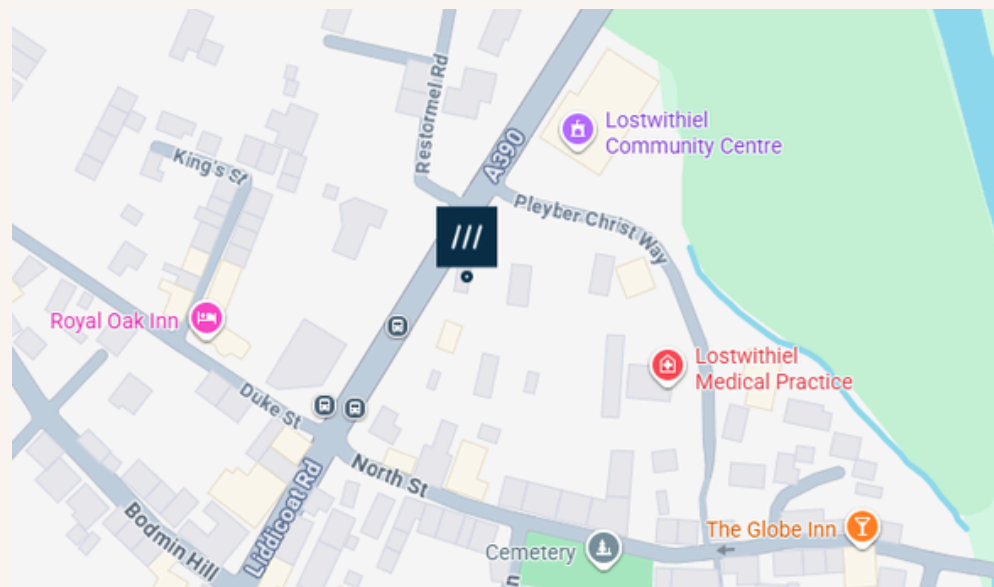 Restormel Rd
A390
Lostwithiel
Community Centre
King's St
Pleyber Christ Way
Royal Oak Inn
Lostwithiel
Medical Practice
Duke St
North St
Liddicoat Rd
Bodmin Hill
The Globe Inn
Cemetery